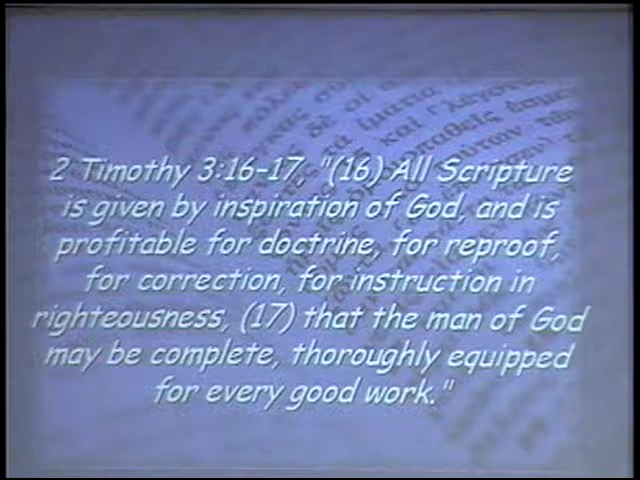 2 Timothy 3:16-17, "(16) All Scripture
is given by inspiration of God, and is
profitable for doctrine, for reproof,
for correction, for instruction in
righteousness, (17) that the man of God
may be complete, thoroughly equipped
for every good work."